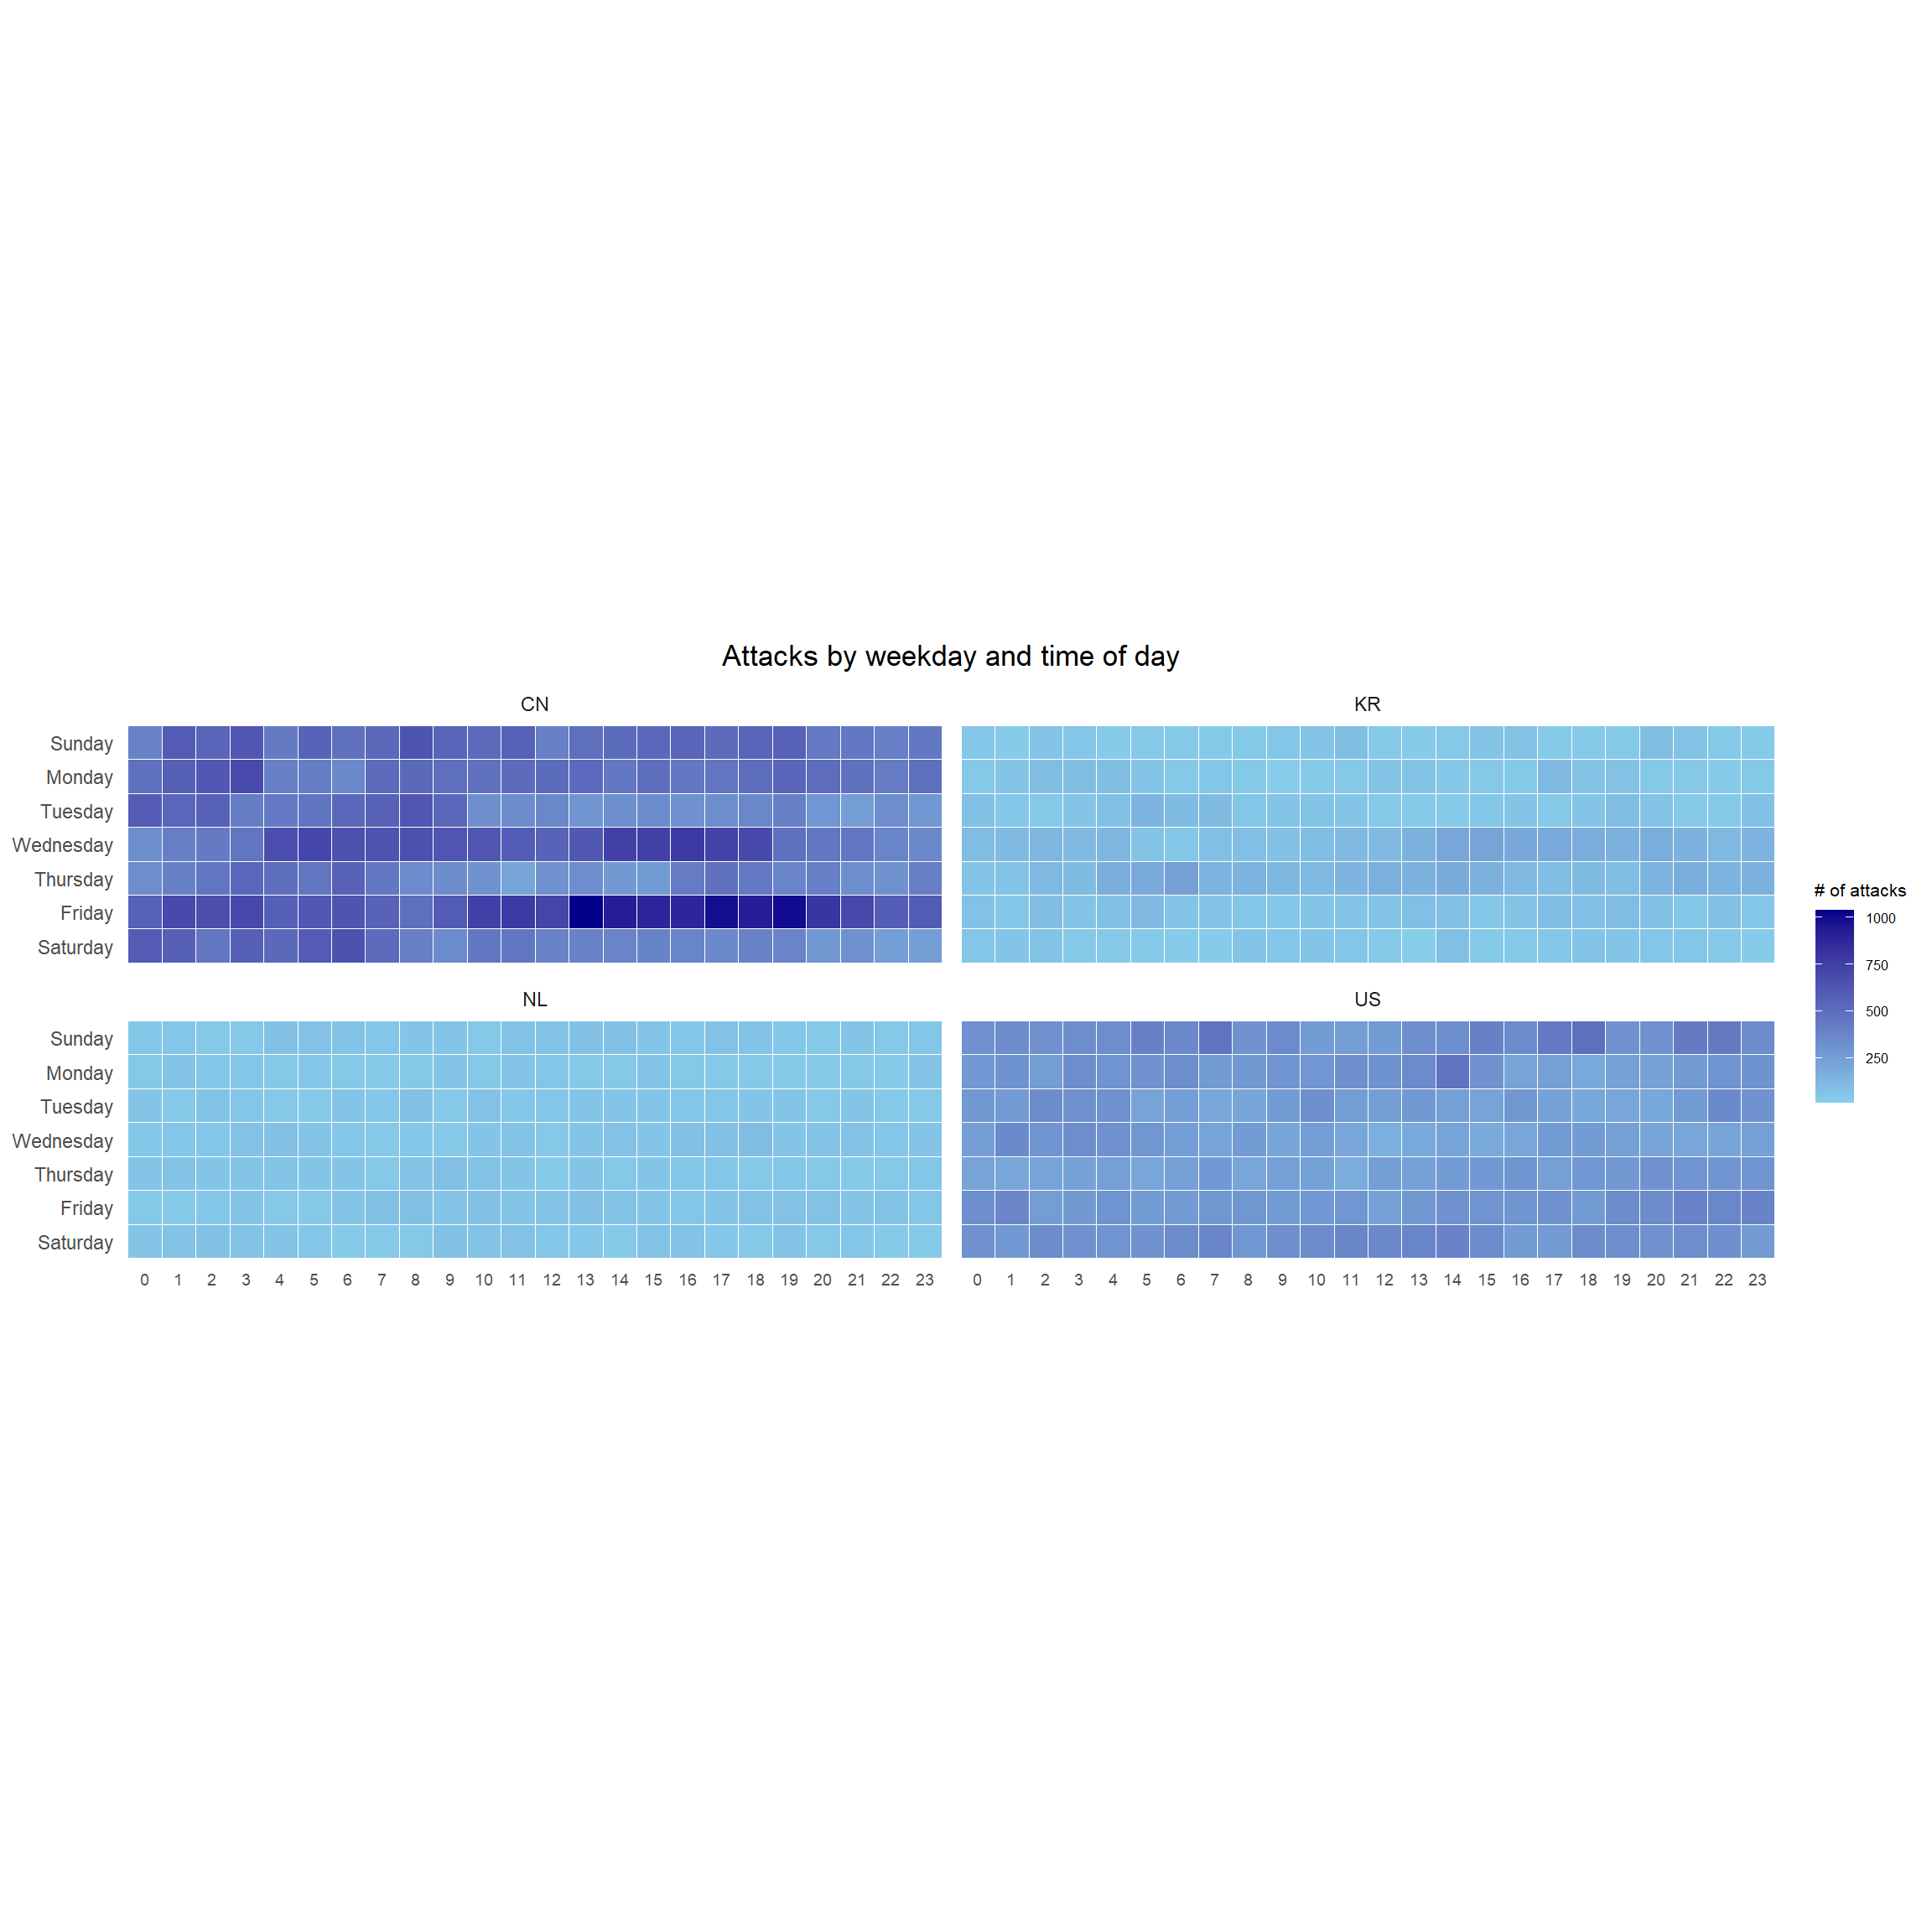 Attacks by weekday and time of day
CN
KR
Sunday
Monday
Tuesday
Wednesday
Thursday
Friday
Saturday
NL
US
Sunday
Monday
Tuesday
Wednesday
Thursday
Friday
Saturday
0 1 2 3 4 5 6 7 8 9 10 11 12 13 14 15 16 17 18 19 20 21 22 23
0 1 2 3 4 5 6 7 8 9 10 11 12 13 14 15 16 17 18 19 20 21 22 23
# of attacks
1000
750
500
250